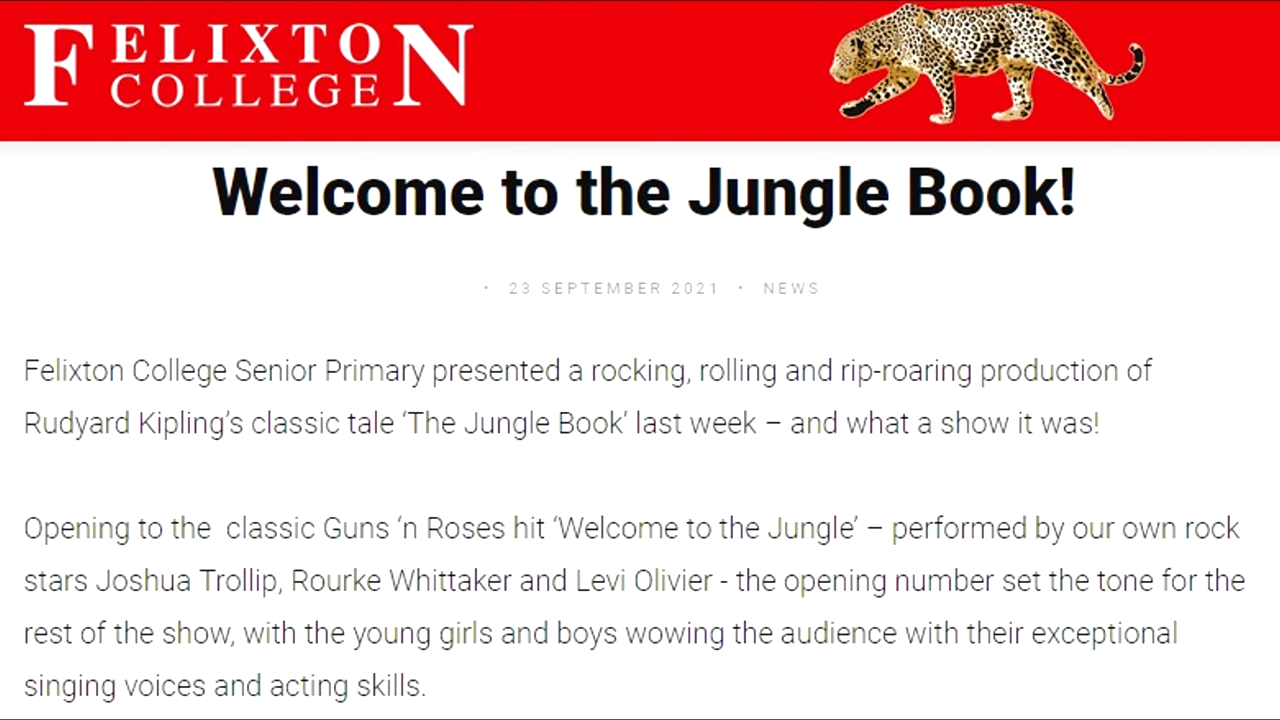 FELIXTON
COLLEGE
Welcome to the Jungle Book!
· 23 SEPTEMBER 2021 · NEWS
Felixton College Senior Primary presented a rocking, rolling and rip-roaring production of
Rudyard Kipling’s classic tale ‘The Jungle Book’ last week – and what a show it was!
Opening to the  classic Guns ‘n Roses hit ‘Welcome to the Jungle’ – performed by our own rock
stars Joshua Trollip, Rourke Whittaker and Levi Olivier - the opening number set the tone for the
rest of the show, with the young girls and boys wowing the audience with their exceptional
singing voices and acting skills.